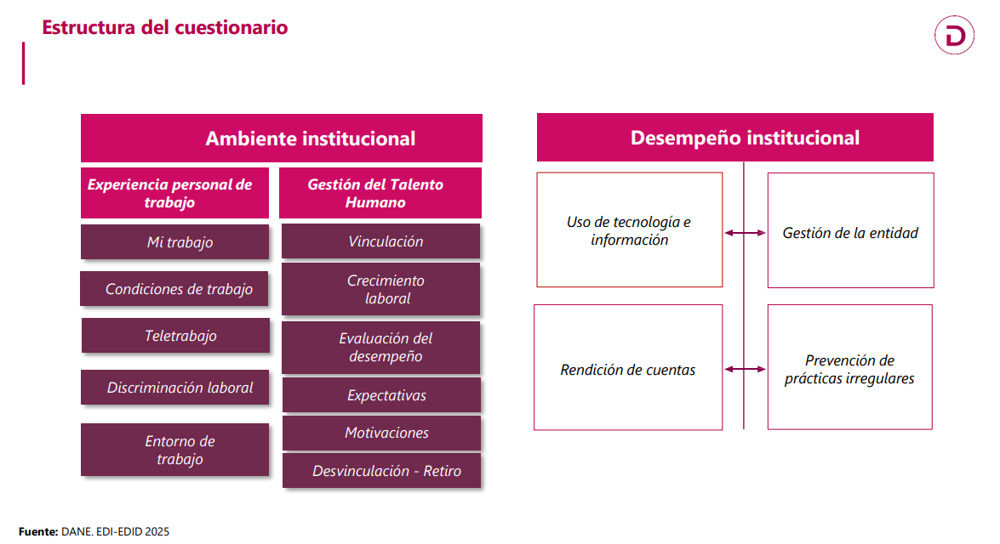 Estructura del cuestionario
D
Ambiente institucional
Experiencia personal de
trabajo
Mi trabajo
Condiciones de trabajo
Teletrabajo
Discriminación laboral
Entorno de
trabajo
Gestión del Talento
Humano
Vinculación
Crecimiento
laboral
Evaluación del
desempeño
Expectativas
Motivaciones
Desvinculación - Retiro
Desempeño institucional
Uso de tecnología e
información
Gestión de la entidad
Rendición de cuentas
Prevención de
prácticas irregulares
Fuente: DANE. EDI-EDID 2025